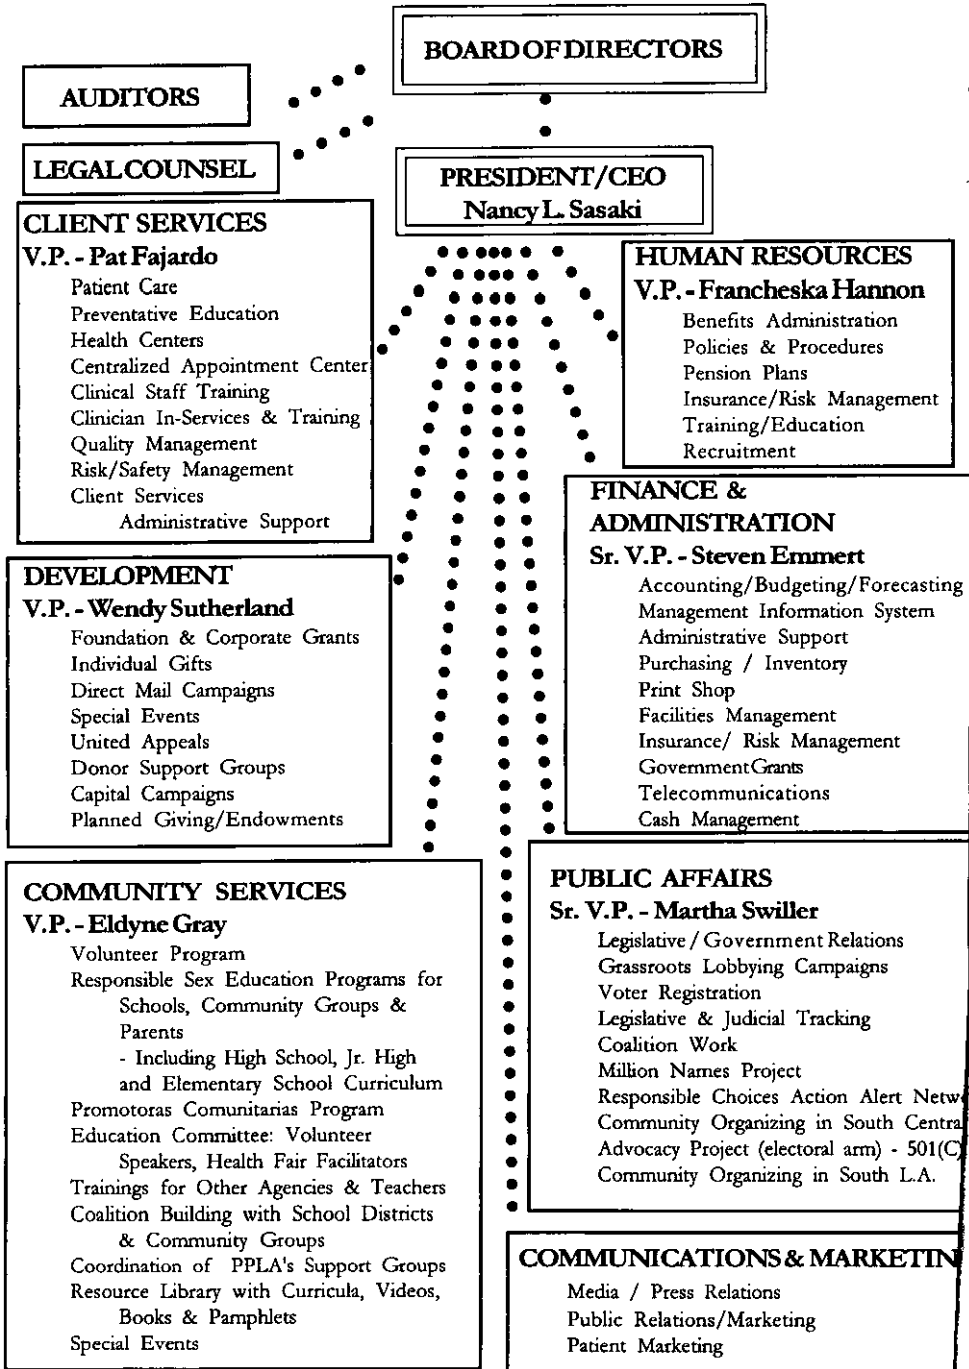 BOARD OF DIRECTORS
AUDITORS
LEGAL COUNSEL
PRESIDENT/CEO
Nancy L. Sasaki
CLIENT SERVICES
V.P. - Pat Fajardo
Patient Care
Preventative Education
Health Centers
Centralized Appointment Center
Clinical Staff Training
Clinician In-Services & Training
Quality Management
Risk/Safety Management
Client Services
Administrative Support
HUMAN RESOURCES
V.P. - Francheska Hannon
Benefits Administration
Policies & Procedures
Pension Plans
Insurance/Risk Management
Training/Education
Recruitment
FINANCE &
ADMINISTRATION
Sr. V.P. - Steven Emmert
Accounting/Budgeting/Forecasting
Management Information System
Administrative Support
Purchasing / Inventory
Print Shop
Facilities Management
Insurance/ Risk Management
Government Grants
Telecommunications
Cash Management
DEVELOPMENT
V.P. - Wendy Sutherland
Foundation & Corporate Grants
Individual Gifts
Direct Mail Campaigns
Special Events
United Appeals
Donor Support Groups
Capital Campaigns
Planned Giving/Endowments
COMMUNITY SERVICES
V.P. - Eldyne Gray
Volunteer Program
Responsible Sex Education Programs for
Schools, Community Groups &
Parents
- Including High School, Jr. High
and Elementary School Curriculum
Promotoras Comunitarias Program
Education Committee: Volunteer
Speakers, Health Fair Facilitators
Trainings for Other Agencies & Teachers
Coalition Building with School Districts
& Community Groups
Coordination of PPLA's Support Groups
Resource Library with Curricula, Videos,
Books & Pamphlets
Special Events
PUBLIC AFFAIRS
Sr. V.P. - Martha Swiller
Legislative / Government Relations
Grassroots Lobbying Campaigns
Voter Registration
Legislative & Judicial Tracking
Coalition Work
Million Names Project
Responsible Choices Action Alert Netw
Community Organizing in South Centra
Advocacy Project (electoral arm) - 501(C)
Community Organizing in South L.A.
COMMUNICATIONS & MARKETIN
Media / Press Relations
Public Relations/Marketing
Patient Marketing